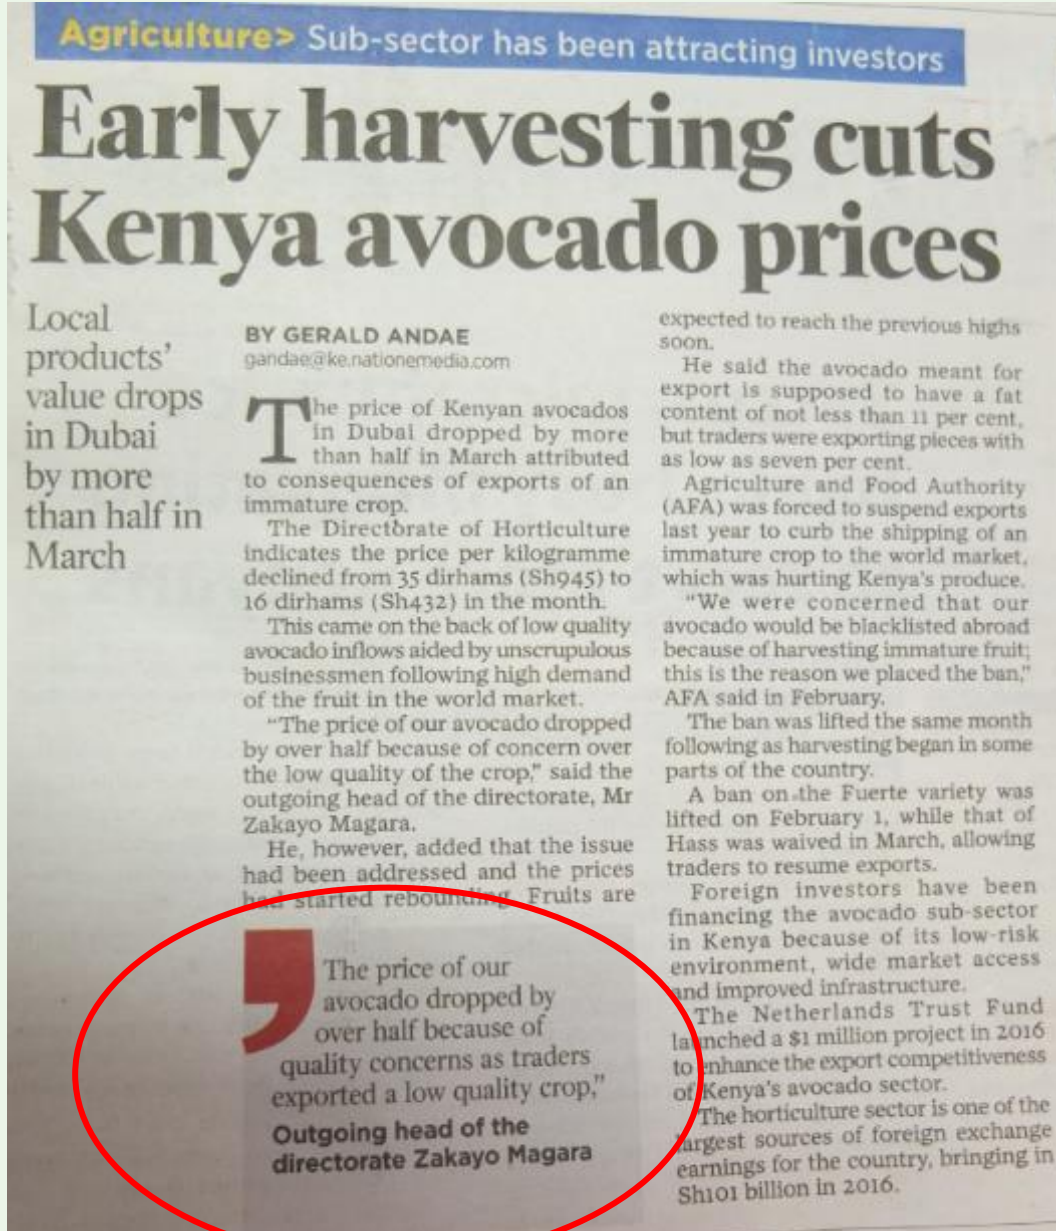 Agriculture> Sub-sector has been attracting investors
Early harvesting cuts
Kenya avocado prices
Local
products'
value drops
in Dubai
by more
than half in
March
BY GERALD ANDAE
gandae@ke.nationemedia.com
The price of Kenyan avocados
in Dubai dropped by more
than half in March attributed
to consequences of exports of an
immature crop.
The Directorate of Horticulture
indicates the price per kilogramme
declined from 35 dirhams (Sh945) to
16 dirhams (Sh432) in the month.
This came on the back of low quality
avocado inflows aided by unscrupulous
businessmen following high demand
of the fruit in the world market.
"The price of our avocado dropped
by over half because of concern over
the low quality of the crop," said the
outgoing head of the directorate, Mr
Zakayo Magara.
He, however, added that the issue
had been addressed and the prices
had started rebounding. Fruits are
The price of our
avocado dropped by
over half because of
quality concerns as traders
exported a low quality crop,"
Outgoing head of the
directorate Zakayo Magara
expected to reach the previous highs
soon.
He said the avocado meant for
export is supposed to have a fat
content of not less than 11 per cent,
but traders were exporting pieces with
as low as seven per cent.
Agriculture and Food Authority
(AFA) was forced to suspend exports
last year to curb the shipping of an
immature crop to the world market,
which was hurting Kenya's produce.
"We were concerned that our
avocado would be blacklisted abroad
because of harvesting immature fruit;
this is the reason we placed the ban,"
AFA said in February.
The ban was lifted the same month
following as harvesting began in some
parts of the country.
A ban on the Fuerte variety was
lifted on February 1, while that of
Hass was waived in March, allowing
traders to resume exports.
Foreign investors have been
financing the avocado sub-sector
in Kenya because of its low-risk
environment, wide market access
and improved infrastructure.
The Netherlands Trust Fund
launched a $1 million project in 2016
to enhance the export competitiveness
of Kenya's avocado sector.
The horticulture sector is one of the
largest sources of foreign exchange
earnings for the country, bringing in
Sh101 billion in 2016.